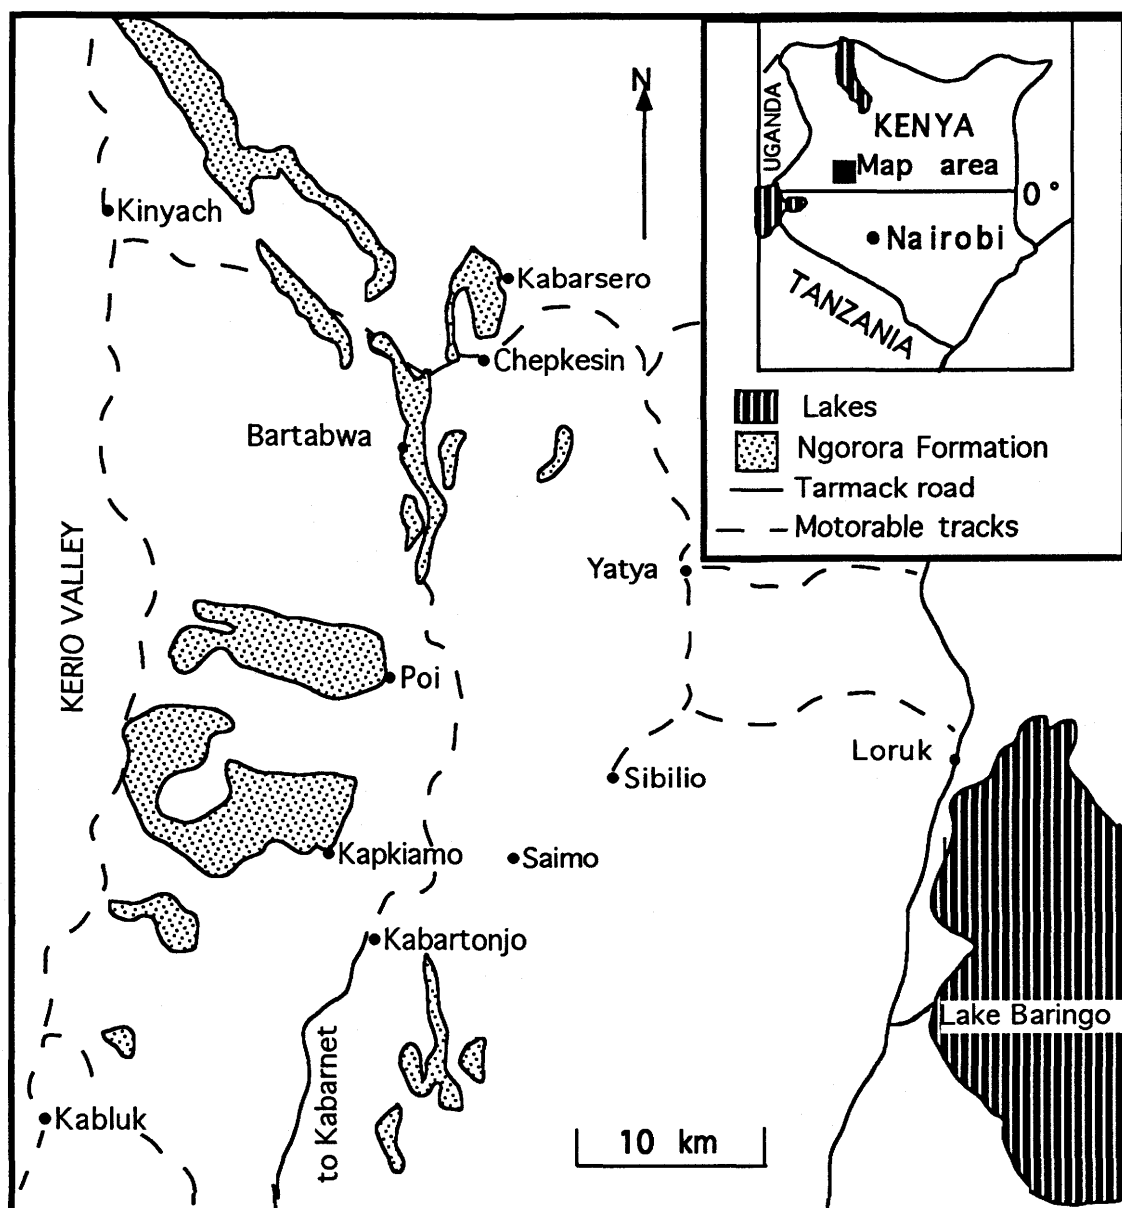 N
UGANDA
KENYA
Map area
0°
Nairobi
TANZANIA
Kinyach
Kabarsero
Chepkesin
Lakes
Ngorora Formation
Tarmack road
Motorable tracks
Bartabwa
Yatya
KERIO VALLEY
Poi
Loruk
Sibilio
Kapkiamo
Saimo
Kabartonjo
Lake Baringo
to Kabarnet
Kabluk
10 km